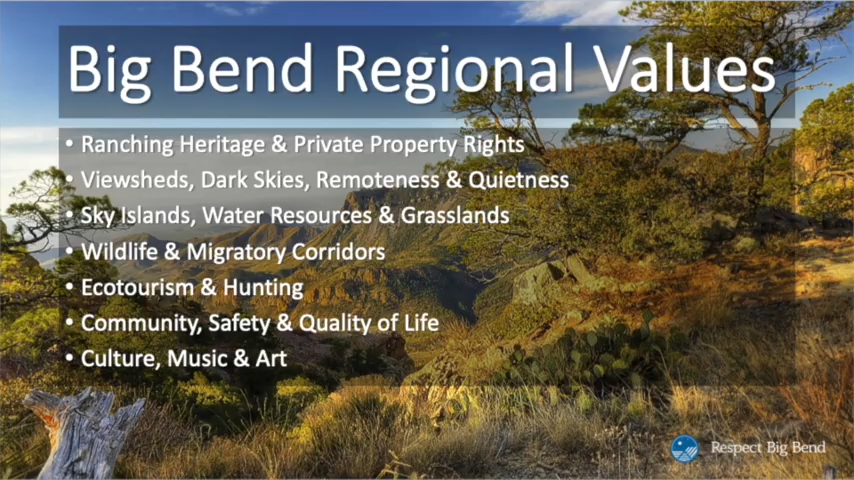 Big Bend Regional Values
• Ranching Heritage & Private Property Rights
• Viewsheds, Dark Skies, Remoteness & Quietness
• Sky Islands, Water Resources & Grasslands
• Wildlife & Migratory Corridors
• Ecotourism & Hunting
• Community, Safety & Quality of Life
• Culture, Music & Art
Respect Big Bend